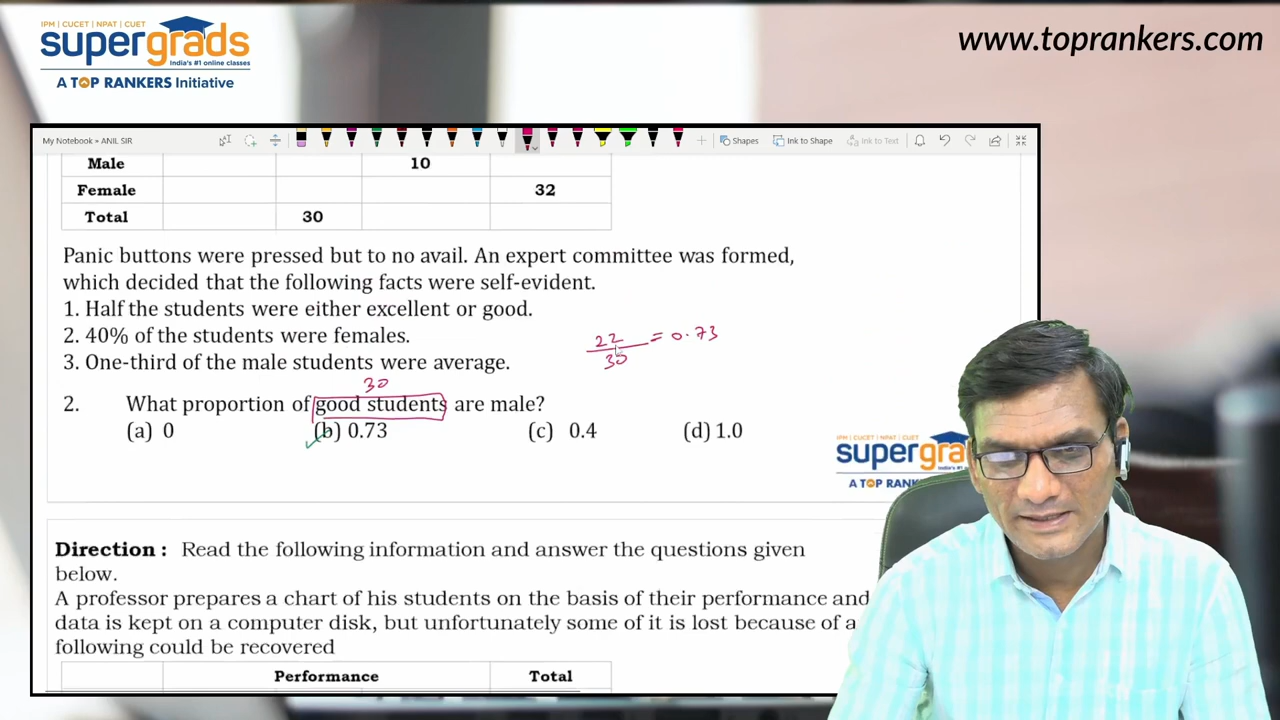 IPM | CUCET | NPAT | CUET
supergrads
India's #1 online classes
A TOP RANKERS Initiative
www.toprankers.com
My Notebook » ANIL SIR
Shapes
Ink to Shape
Ink to Text
Male 10
Female 32
Total 30
Panic buttons were pressed but to no avail. An expert committee was formed,
which decided that the following facts were self-evident.
1. Half the students were either excellent or good.
2. 40% of the students were females.
3. One-third of the male students were average.
22/30 = 0.73
30
2. What proportion of good students are male?
(a) 0 (b) 0.73 (c) 0.4 (d) 1.0
IPM | CUCET | NPAT | CUET
supergra
A TOP RANK
Direction : Read the following information and answer the questions given
below.
A professor prepares a chart of his students on the basis of their performance and
data is kept on a computer disk, but unfortunately some of it is lost because of a
following could be recovered
Performance Total